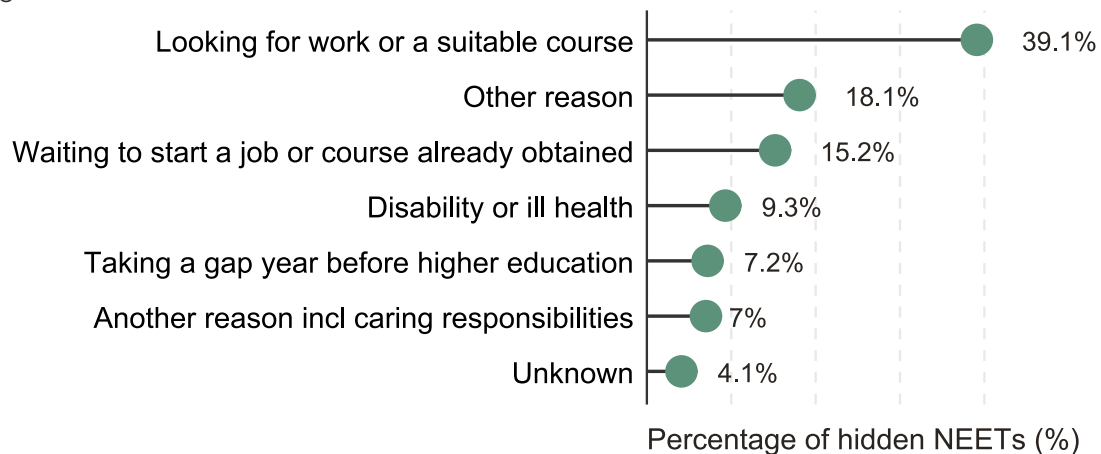 Looking for work or a suitable course 39.1%
Other reason 18.1%
Waiting to start a job or course already obtained 15.2%
Disability or ill health 9.3%
Taking a gap year before higher education 7.2%
Another reason incl caring responsibilities 7%
Unknown 4.1%
Percentage of hidden NEETs (%)